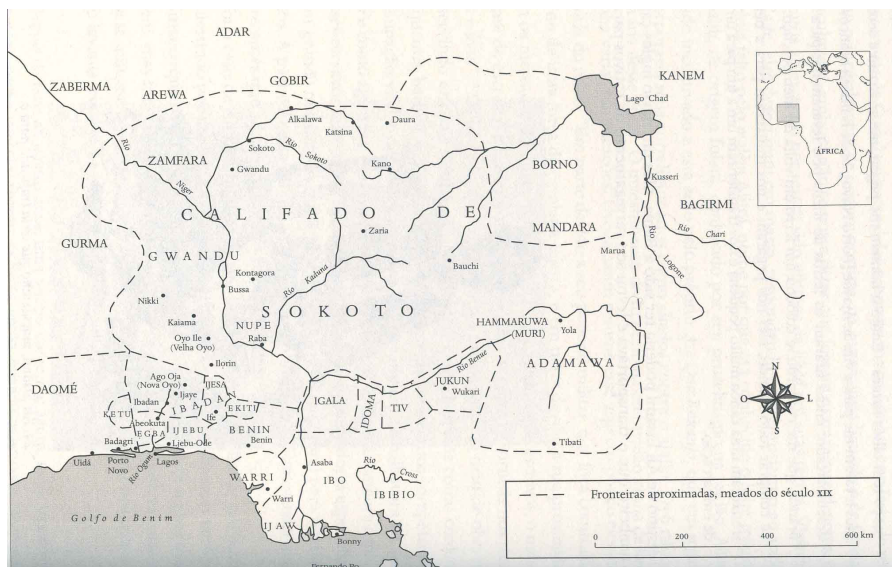 ADAR
ZABERMA
AREWA
GOBIR
KANEM
Lago Chad
Alkalawa
Katsina
Daura
ÁFRICA
Rio
Sokoto
Rio Sokoto
ZAMFARA
Gwandu
Kano
BORNO
Kusseri
Niger
BAGIRMI
CALIFADO DE
Rio Chari
MANDARA
GURMA
Zaria
Marua
Rio Logone
GWANDU
Bauchi
Kontagora
Rio Kaduna
Bussa
Nikki
SOKOTO
Kaiama
NUPE
HAMMARUWA
(MURI)
Yola
Oyo Ile
(Velha Oyo)
Raba
Rio Benue
ADAMAWA
Ilorin
N
DAOMÉ
Ago Oja
(Nova Oyo)
IJESA
JUKUN
Wukari
O
L
Ijaye
IBADAN
Ibadan
IGALA
IDOMA
TIV
S
KETU
EKITI
Ife
Abeokuta
EGBA
IJEBU
BENIN
Tibati
Badagri
Liebu-Ode
Benin
Uidá
Porto
Novo
Rio Ogum
Lagos
Asaba
Rio Cross
WARRI
IBO
Fronteiras aproximadas, meados do século XIX
Warri
IBIBIO
Golfo de Benim
IJAW
0 200 400 600 km
Bonny
Fernando Po